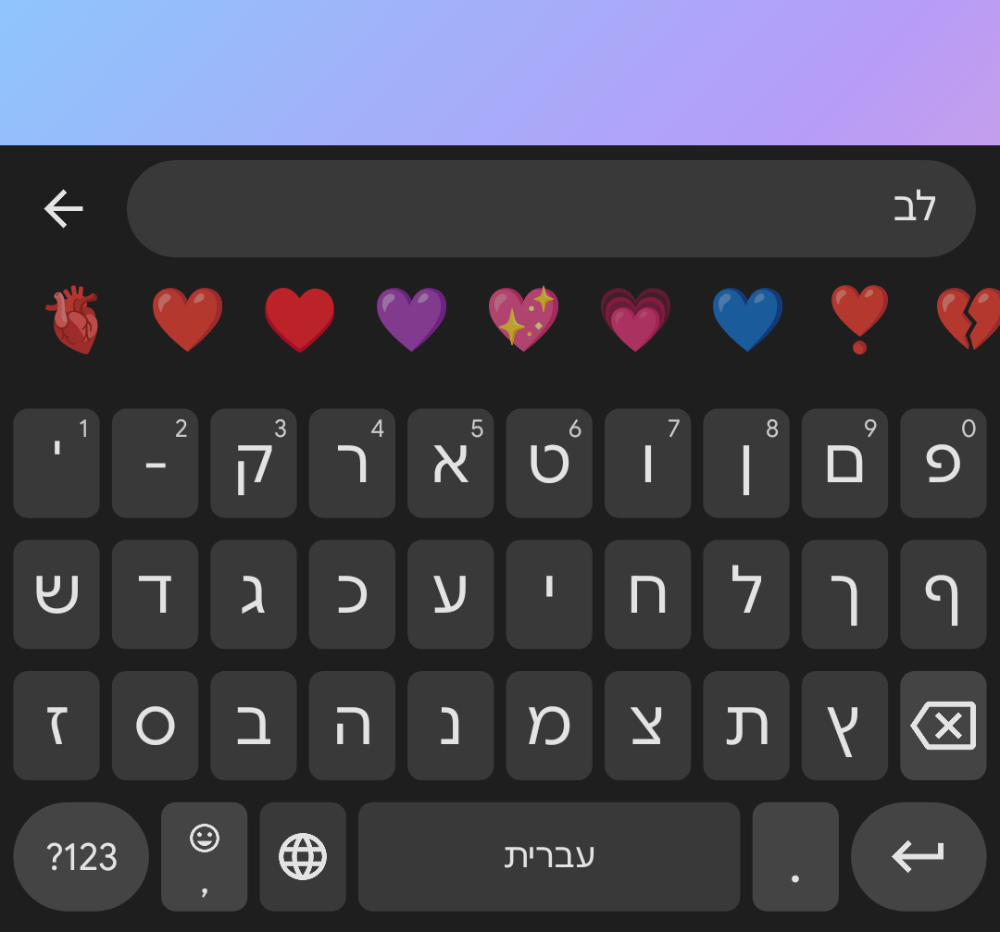 לב
' 1 - 2 ק 3 ר 4 א 5 ט 6 ו 7 ן 8 ם 9 פ 0
ש ד ג כ ע י ח ל ך ף
ז ס ב ה נ מ צ ת ץ
?123 , עברית .